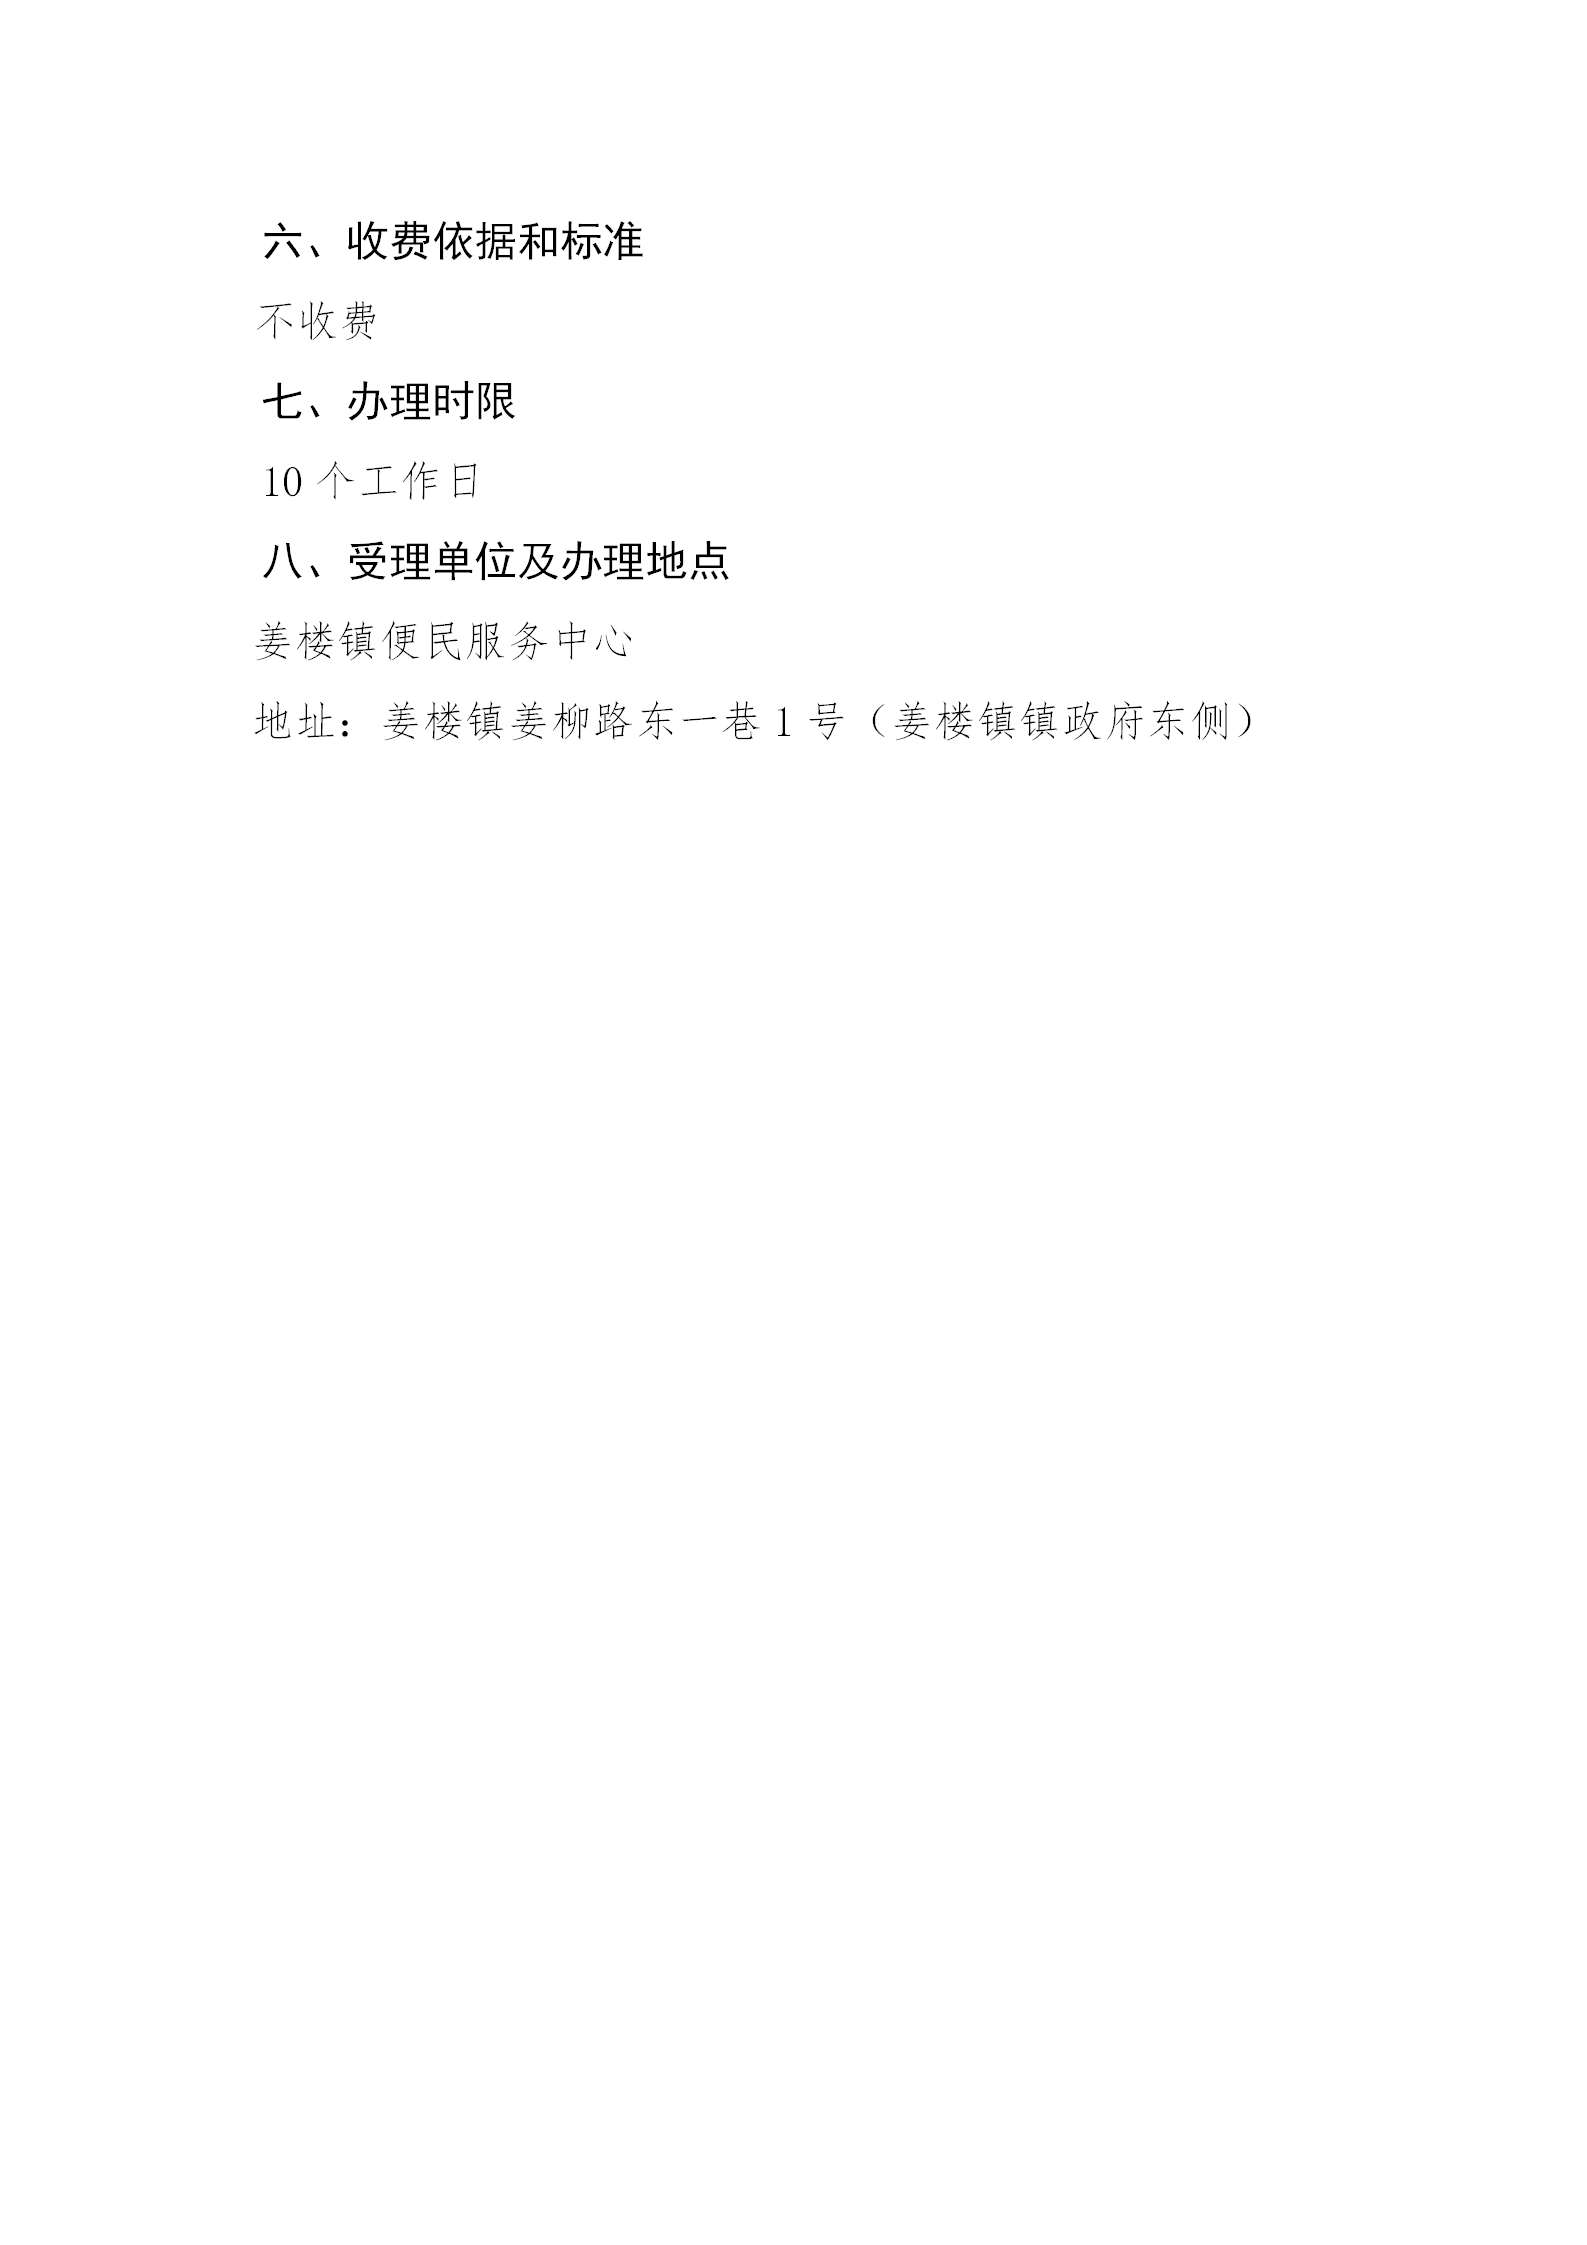 六、收费依据和标准
不收费
七、办理时限
10 个工作日
八、受理单位及办理地点
姜楼镇便民服务中心
地址：姜楼镇姜柳路东一巷 1 号（姜楼镇镇政府东侧）